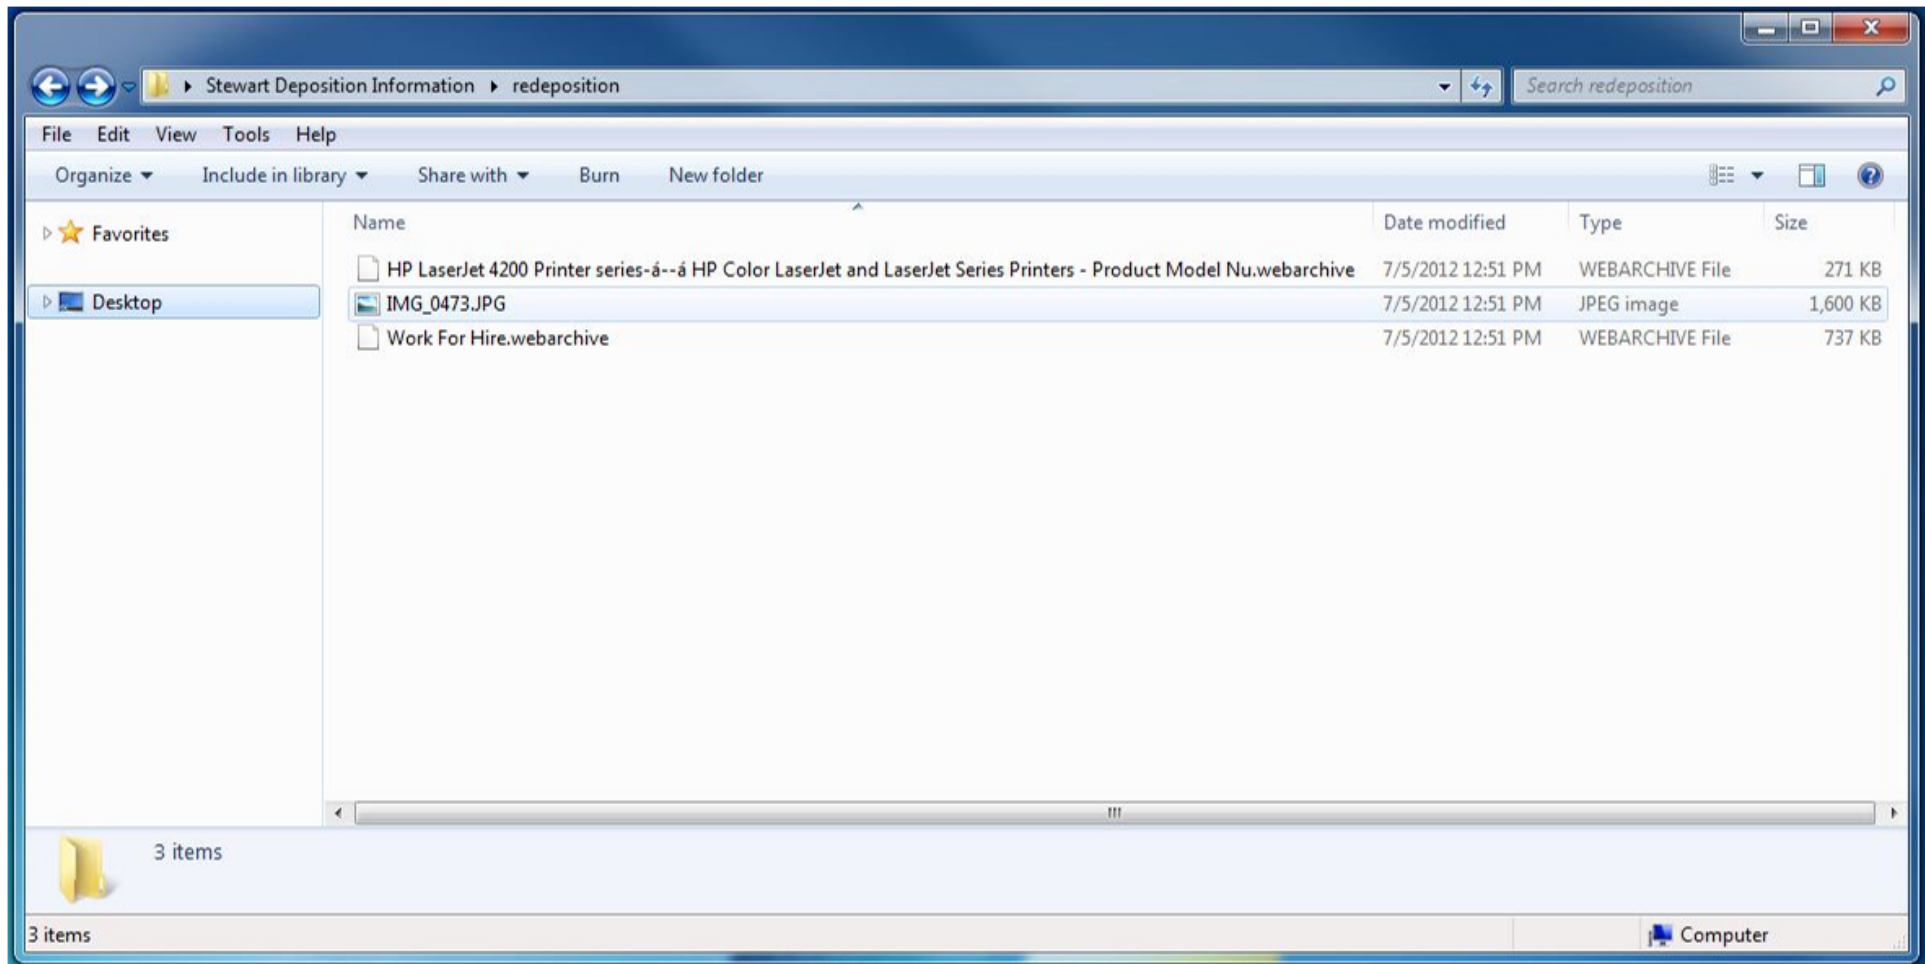 Stewart Deposition Information ▸ redeposition
Search redeposition
File Edit View Tools Help
Organize Include in library Share with Burn New folder
Favorites
Desktop
Name Date modified Type Size
HP LaserJet 4200 Printer series-á--á HP Color LaserJet and LaserJet Series Printers - Product Model Nu.webarchive 7/5/2012 12:51 PM WEBARCHIVE File 271 KB
IMG_0473.JPG 7/5/2012 12:51 PM JPEG image 1,600 KB
Work For Hire.webarchive 7/5/2012 12:51 PM WEBARCHIVE File 737 KB
3 items
3 items Computer